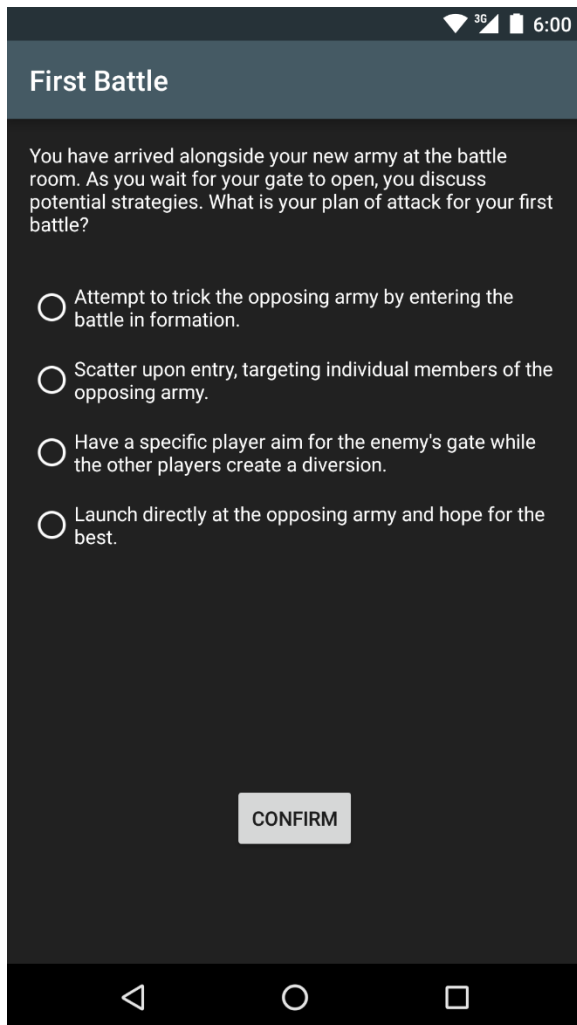 3G 6:00
First Battle
You have arrived alongside your new army at the battle
room. As you wait for your gate to open, you discuss
potential strategies. What is your plan of attack for your first
battle?
Attempt to trick the opposing army by entering the
battle in formation.
Scatter upon entry, targeting individual members of the
opposing army.
Have a specific player aim for the enemy's gate while
the other players create a diversion.
Launch directly at the opposing army and hope for the
best.
CONFIRM